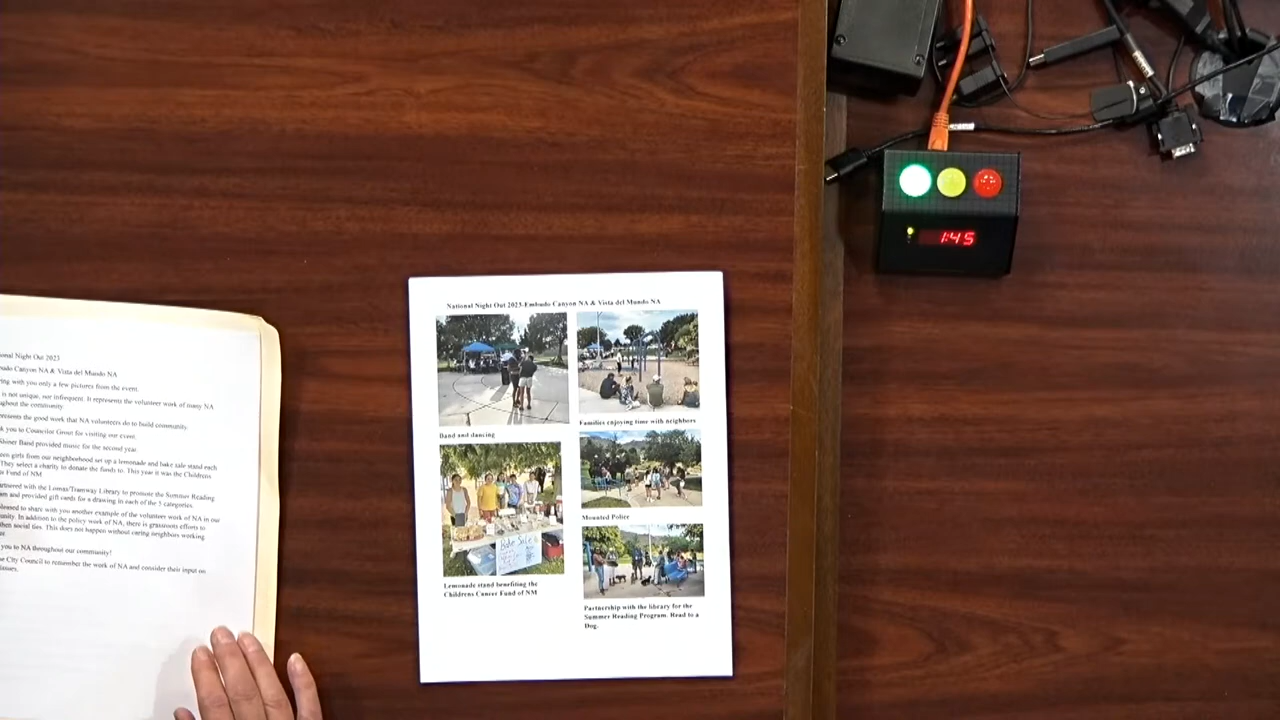 National Night Out 2023
Embudo Canyon NA & Vista del Mundo NA
with you only a few pictures from the event.
is not unique, nor infrequent. It represents the volunteer work of many NA
throughout the community.
represents the good work that NA volunteers do to build community.
you to Councilor Grout for visiting our event.
Shiner Band provided music for the second year.
girls from our neighborhood set up a lemonade and bake sale stand each
They select a charity to donate the funds to. This year it was the Childrens
Fund of NM
partnered with the Lomas/Tramway Library to promote the Summer Reading
and provided gift cards for a drawing in each of the 5 categories.
pleased to share with you another example of the volunteer work of NA in our
In addition to the policy work of NA, there is grassroots efforts to
social ties. This does not happen without caring neighbors working
you to NA throughout our community!
City Council to remember the work of NA and consider their input on
issues.
National Night Out 2023-Embudo Canyon NA & Vista del Mundo NA
Band and dancing
Families enjoying time with neighbors
Bake Sale
Mounted Police
Lemonade stand benefiting the
Childrens Cancer Fund of NM
Partnership with the library for the
Summer Reading Program. Read to a
Dog.
1:45